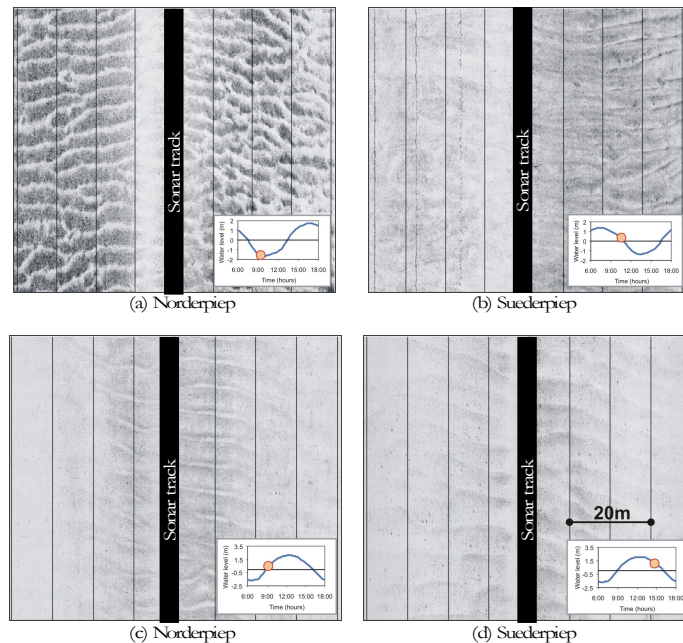 Sonar track
Water level (m)
2
1
0
-1
-2
6:00 9:00 12:00 15:00 18:00
Time (hours)
(a) Norderpiep
Sonar track
Water level (m)
2
1
0
-1
-2
6:00 9:00 12:00 15:00 18:00
Time (hours)
(b) Suederpiep
Sonar track
Water level (m)
3.5
1.5
-0.5
-2.5
6:00 9:00 12:00 15:00 18:00
Time (hours)
(c) Norderpiep
Sonar track
20m
Water level (m)
3.5
1.5
-0.5
-2.5
6:00 9:00 12:00 15:00 18:00
Time (hours)
(d) Suederpiep